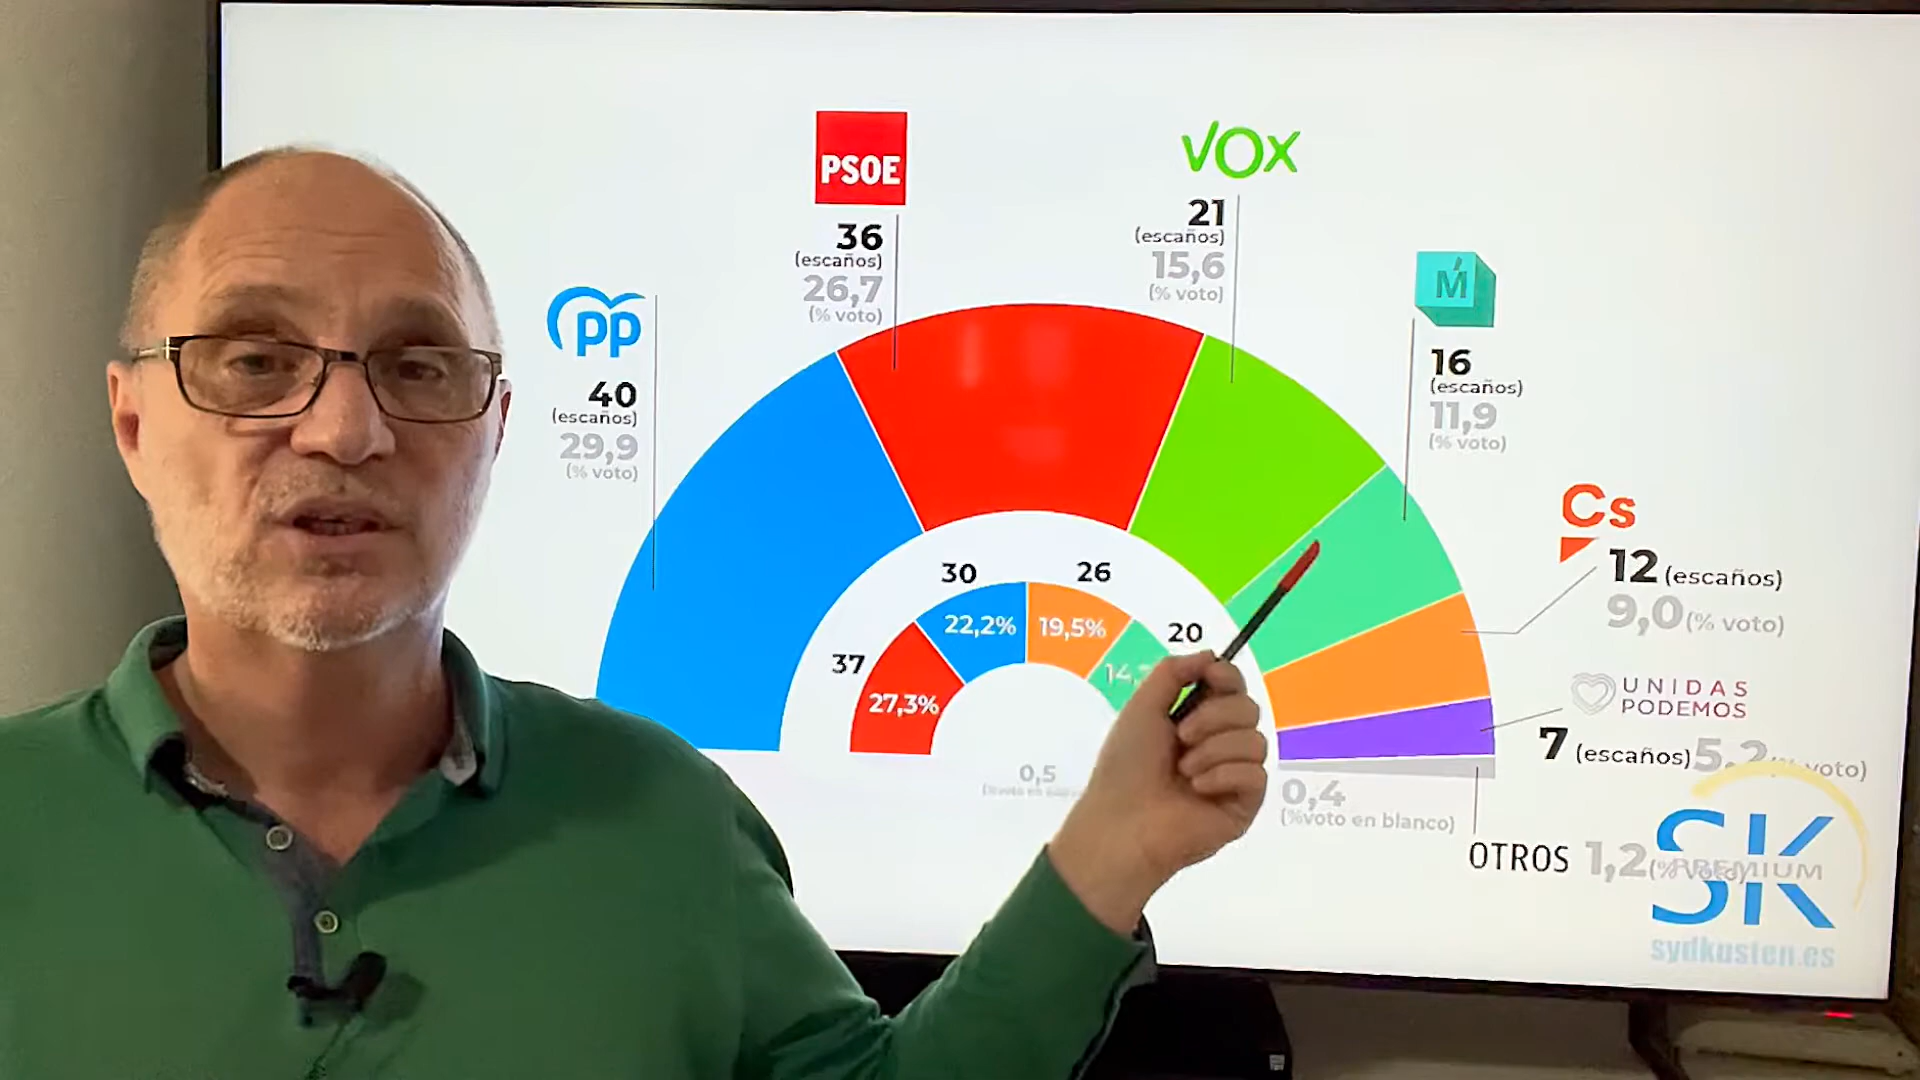 PSOE
36
(escaños)
26,7
(% voto)
VOX
21
(escaños)
15,6
(% voto)
pp
40
(escaños)
29,9
(% voto)
Ḿ
16
(escaños)
11,9
(% voto)
Cs
12 (escaños)
9,0 (% voto)
UNIDAS
PODEMOS
7 (escaños) 5,2 voto)
30
26
20
37
22,2%
19,5%
27,3%
0,5
0,4
(%voto en blanco)
OTROS 1,2
SK
PREMIUM
sydkusten.es